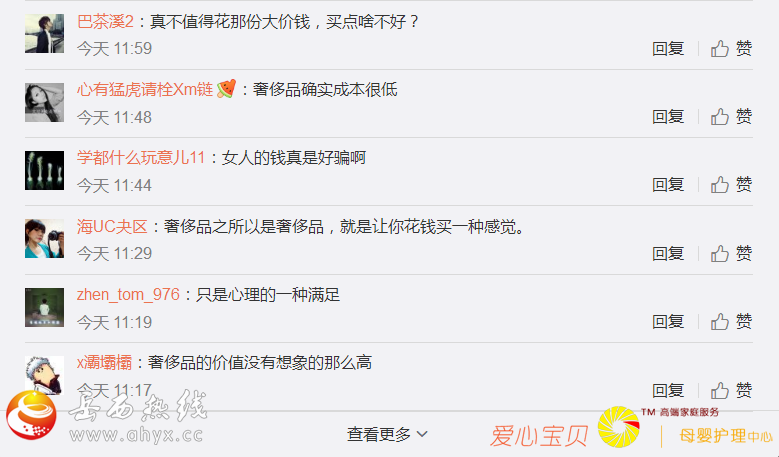 巴茶溪2：真不值得花那份大价钱，买点啥不好？
今天 11:59 回复 赞
心有猛虎请栓Xm链🍕：奢侈品确实成本很低
今天 11:48 回复 赞
学都什么玩意儿11：女人的钱真是好骗啊
今天 11:44 回复 赞
海UC夬区：奢侈品之所以是奢侈品，就是让你花钱买一种感觉。
今天 11:29 回复 赞
zhen_tom_976：只是心理的一种满足
今天 11:19 回复 赞
x灞壩欛：奢侈品的价值没有想象的那么高
今天 11:17 回复 赞
岳西热线
www.ahyx.cc
查看更多
爱心宝贝
TM 高端家庭服务
母婴护理中心